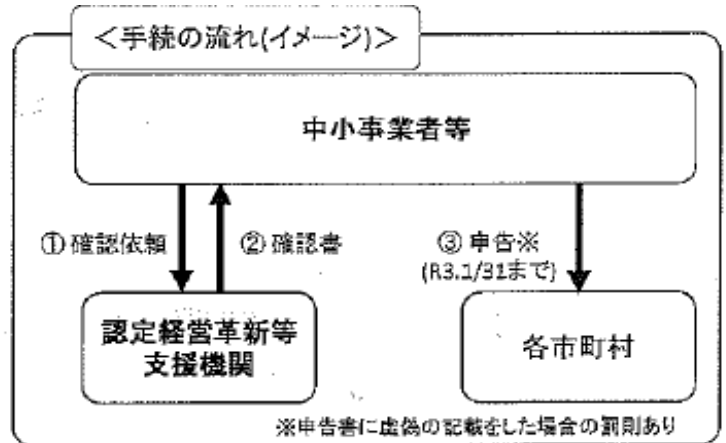 ＜手続の流れ(イメージ)＞
中小事業者等
① 確認依頼
② 確認書
③ 申告※
(R3.1/31まで)
認定経営革新等
支援機関
各市町村
※申告書に虚偽の記載をした場合の罰則あり